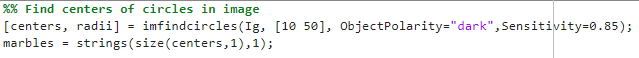 %% Find centers of circles in image
[centers, radii] = imfindcircles(Ig, [10 50], ObjectPolarity="dark",Sensitivity=0.85);
marbles = strings(size(centers,1),1);